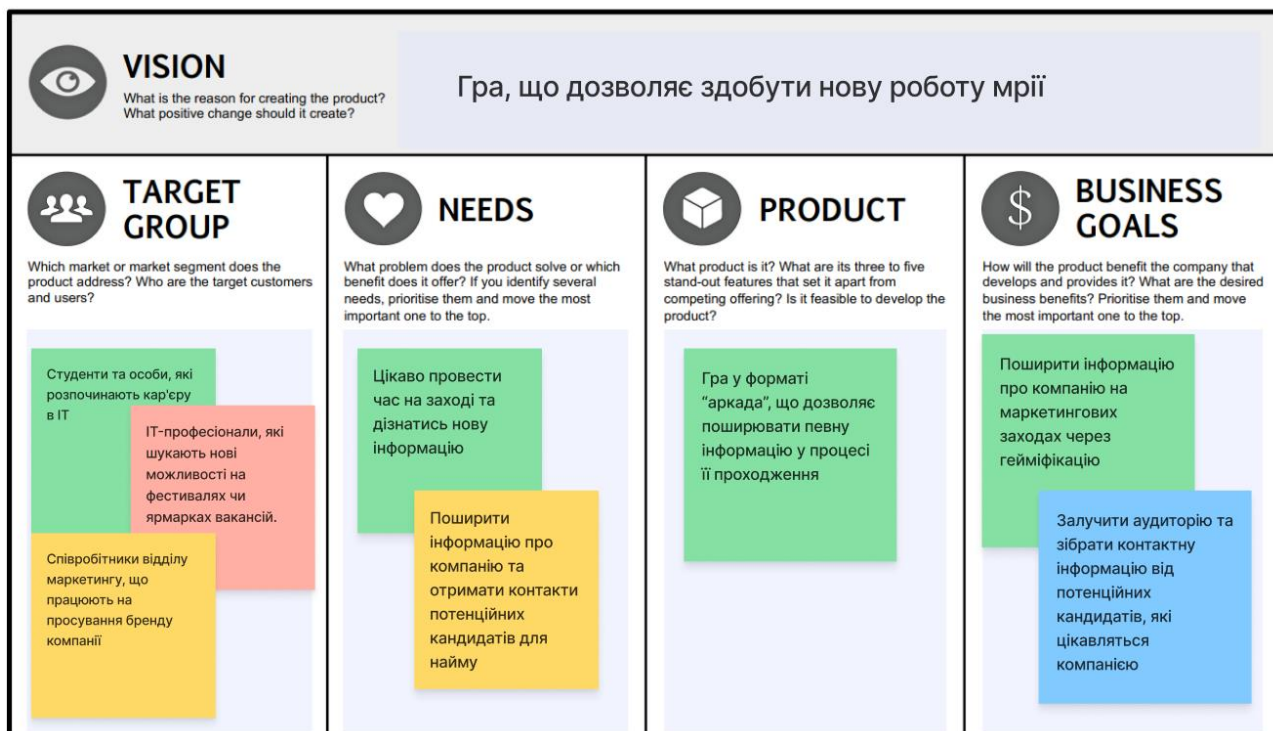 VISION
What is the reason for creating the product?
What positive change should it create?
Гра, що дозволяє здобути нову роботу мрії
TARGET
GROUP
Which market or market segment does the
product address? Who are the target customers
and users?
Студенти та особи, які
розпочинають кар'єру
в ІТ
ІТ-професіонали, які
шукають нові
можливості на
фестивалях чи
ярмарках вакансій.
Співробітники відділу
маркетингу, що
працюють на
просування бренду
компанії
NEEDS
What problem does the product solve or which
benefit does it offer? If you identify several
needs, prioritise them and move the most
important one to the top.
Цікаво провести
час на заході та
дізнатись нову
інформацію
Поширити
інформацію про
компанію та
отримати контакти
потенційних
кандидатів для
найму
PRODUCT
What product is it? What are its three to five
stand-out features that set it apart from
competing offering? Is it feasible to develop the
product?
Гра у форматі
“аркада”, що дозволяє
поширювати певну
інформацію у процесі
її проходження
$
BUSINESS
GOALS
How will the product benefit the company that
develops and provides it? What are the desired
business benefits? Prioritise them and move
the most important one to the top.
Поширити інформацію
про компанію на
маркетингових
заходах через
гейміфікацію
Залучити аудиторію та
зібрати контактну
інформацію від
потенційних
кандидатів, які
цікавляться
компанією